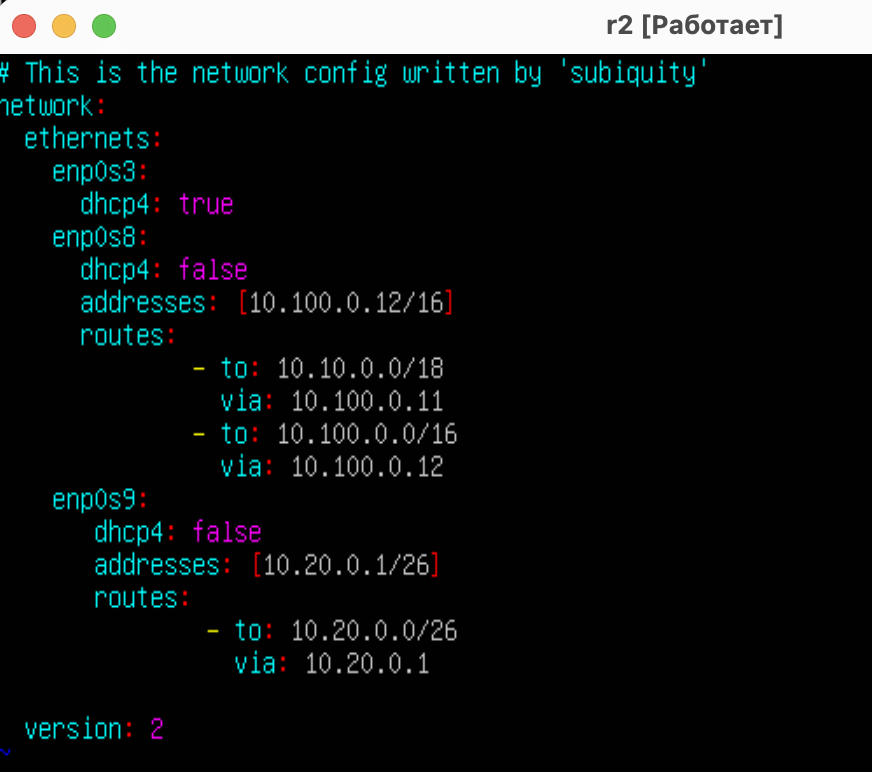 r2 [Работает]
# This is the network config written by 'subiquity'
network:
  ethernets:
    enp0s3:
      dhcp4: true
    enp0s8:
      dhcp4: false
      addresses: [10.100.0.12/16]
      routes:
              - to: 10.10.0.0/18
                via: 10.100.0.11
              - to: 10.100.0.0/16
                via: 10.100.0.12
    enp0s9:
       dhcp4: false
       addresses: [10.20.0.1/26]
       routes:
               - to: 10.20.0.0/26
                 via: 10.20.0.1
  version: 2
~